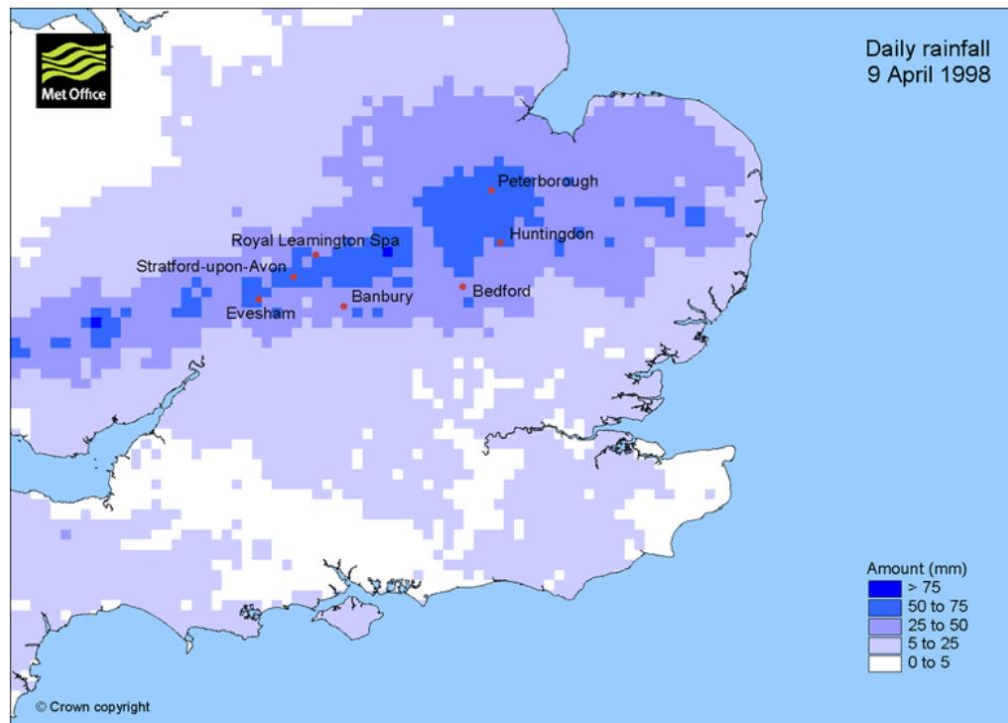 Met Office
Daily rainfall
9 April 1998
Peterborough
Huntingdon
Royal Leamington Spa
Stratford-upon-Avon
Bedford
Banbury
Evesham
Amount (mm)
> 75
50 to 75
25 to 50
5 to 25
0 to 5
© Crown copyright